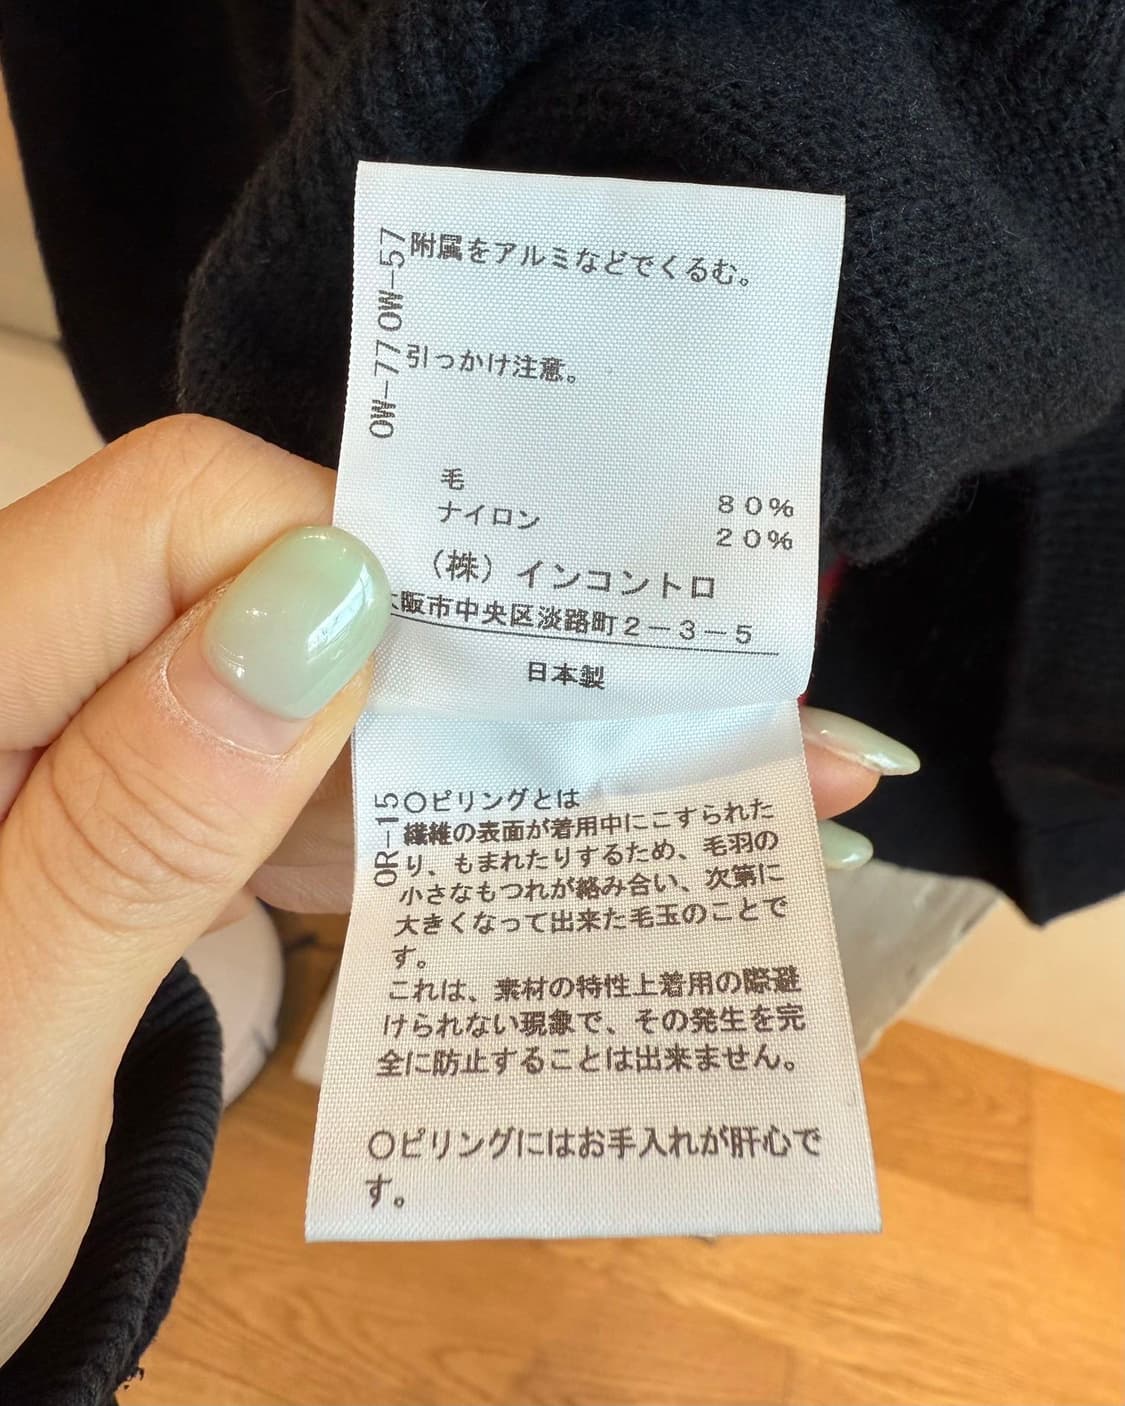 OW-57
附属をアルミなどでくるむ。
OW-77
引っかけ注意。
毛 80%
ナイロン 20%
(株)インコントロ
大阪市中央区淡路町2-3-5
日本製
OR-15
○ピリングとは
繊維の表面が着用中にこすられた
り、もまれたりするため、毛羽の
小さなもつれが絡み合い、次第に
大きくなって出来た毛玉のことで
す。
これは、素材の特性上着用の際避
けられない現象で、その発生を完
全に防止することは出来ません。
○ピリングにはお手入れが肝心で
す。